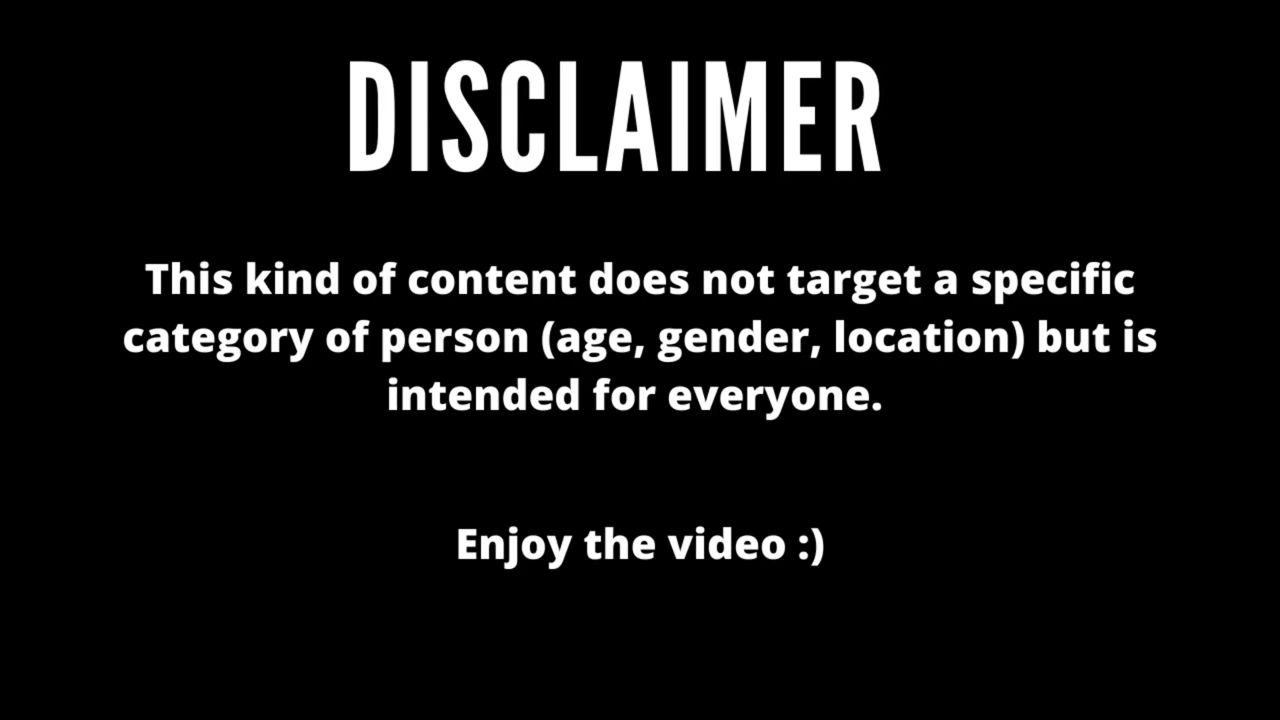 DISCLAIMER
This kind of content does not target a specific
category of person (age, gender, location) but is
intended for everyone.
Enjoy the video :)